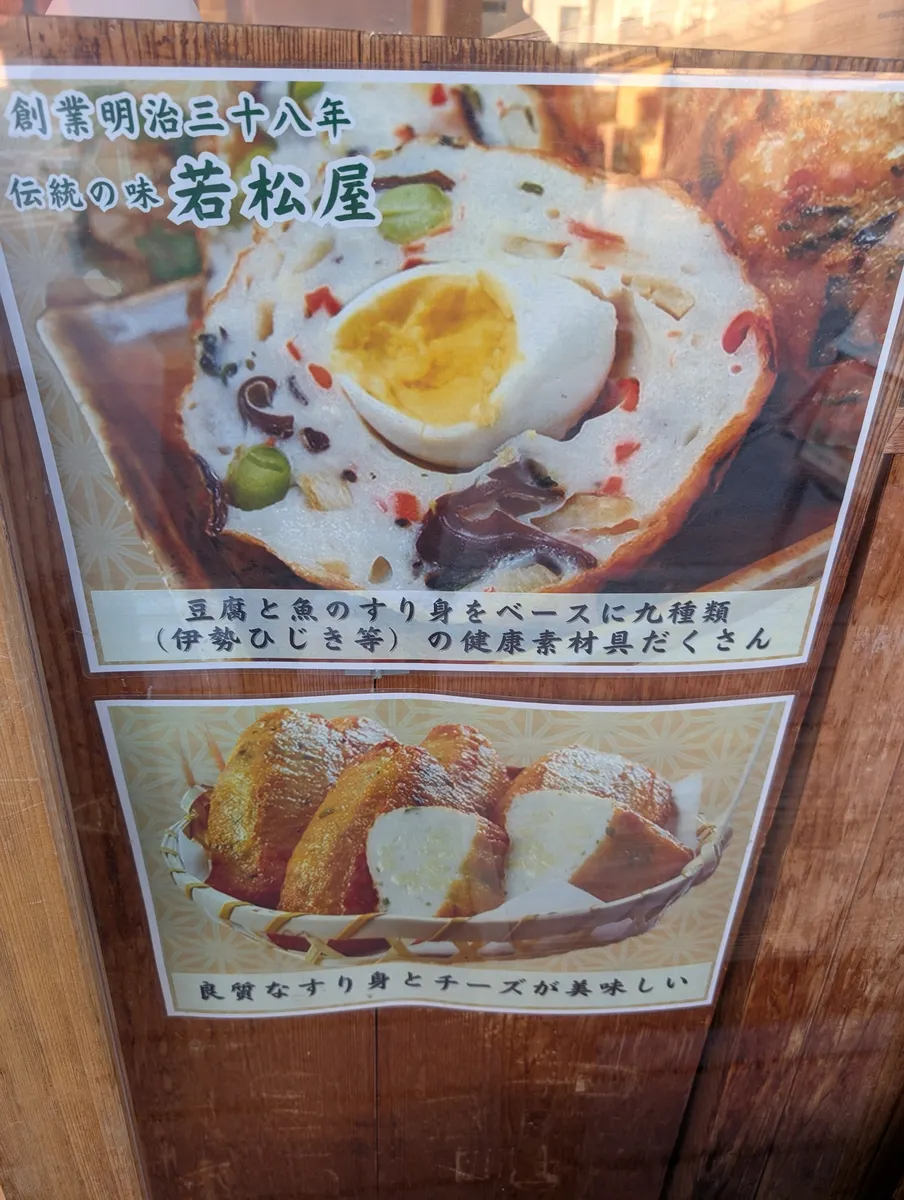 創業明治三十八年
伝統の味 若松屋
豆腐と魚のすり身をベースに九種類
（伊勢ひじき等）の健康素材具だくさん
良質なすり身とチーズが美味しい